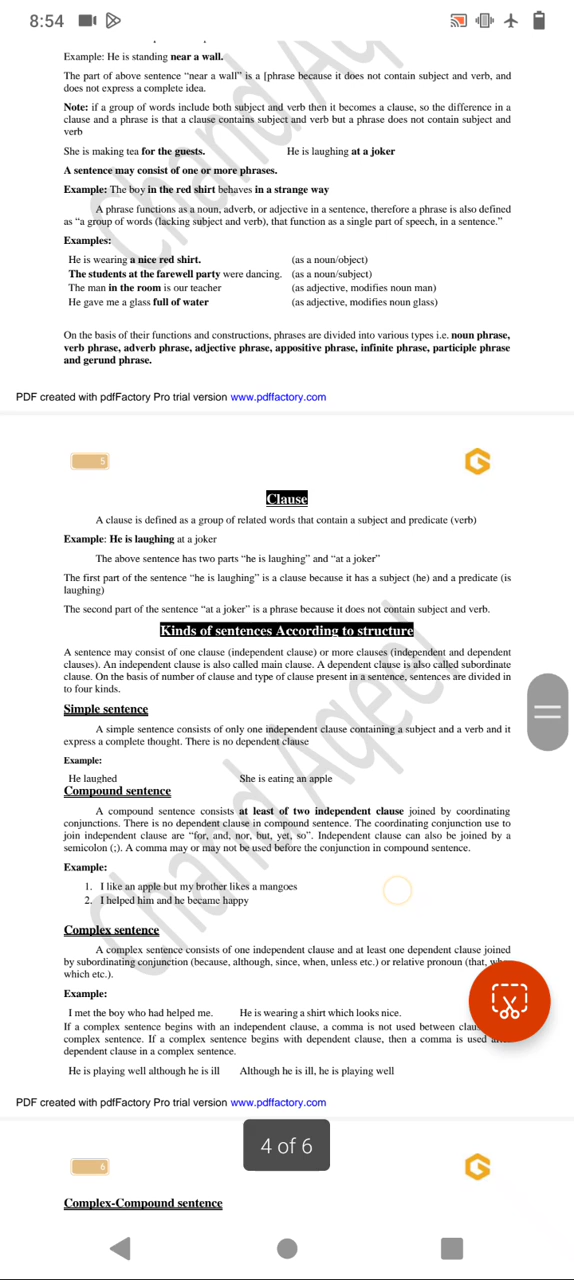 8:54
Example: He is standing near a wall.
The part of above sentence “near a wall” is a [phrase because it does not contain subject and verb, and
does not express a complete idea.
Note: if a group of words include both subject and verb then it becomes a clause, so the difference in a
clause and a phrase is that a clause contains subject and verb but a phrase does not contain subject and
verb
She is making tea for the guests. He is laughing at a joker
A sentence may consist of one or more phrases.
Example: The boy in the red shirt behaves in a strange way
A phrase functions as a noun, adverb, or adjective in a sentence, therefore a phrase is also defined
as “a group of words (lacking subject and verb), that function as a single part of speech, in a sentence.”
Examples:
He is wearing a nice red shirt. (as a noun/object)
The students at the farewell party were dancing. (as a noun/subject)
The man in the room is our teacher (as adjective, modifies noun man)
He gave me a glass full of water (as adjective, modifies noun glass)
On the basis of their functions and constructions, phrases are divided into various types i.e. noun phrase,
verb phrase, adverb phrase, adjective phrase, appositive phrase, infinite phrase, participle phrase
and gerund phrase.
PDF created with pdfFactory Pro trial version www.pdffactory.com
5
Clause
A clause is defined as a group of related words that contain a subject and predicate (verb)
Example: He is laughing at a joker
The above sentence has two parts “he is laughing” and “at a joker”
The first part of the sentence “he is laughing” is a clause because it has a subject (he) and a predicate (is
laughing)
The second part of the sentence “at a joker” is a phrase because it does not contain subject and verb.
Kinds of sentences According to structure
A sentence may consist of one clause (independent clause) or more clauses (independent and dependent
clauses). An independent clause is also called main clause. A dependent clause is also called subordinate
clause. On the basis of number of clause and type of clause present in a sentence, sentences are divided in
to four kinds.
Simple sentence
A simple sentence consists of only one independent clause containing a subject and a verb and it
express a complete thought. There is no dependent clause
Example:
He laughed She is eating an apple
Compound sentence
A compound sentence consists at least of two independent clause joined by coordinating
conjunctions. There is no dependent clause in compound sentence. The coordinating conjunction use to
join independent clause are “for, and, nor, but, yet, so”. Independent clause can also be joined by a
semicolon (;). A comma may or may not be used before the conjunction in compound sentence.
Example:
1. I like an apple but my brother likes a mangoes
2. I helped him and he became happy
Complex sentence
A complex sentence consists of one independent clause and at least one dependent clause joined
by subordinating conjunction (because, although, since, when, unless etc.) or relative pronoun (that,
which etc.).
Example:
I met the boy who had helped me. He is wearing a shirt which looks nice.
If a complex sentence begins with an independent clause, a comma is not used between
complex sentence. If a complex sentence begins with dependent clause, then a comma is used
dependent clause in a complex sentence.
He is playing well although he is ill Although he is ill, he is playing well
PDF created with pdfFactory Pro trial version www.pdffactory.com
4 of 6
6
Complex-Compound sentence
Chand Aqeel